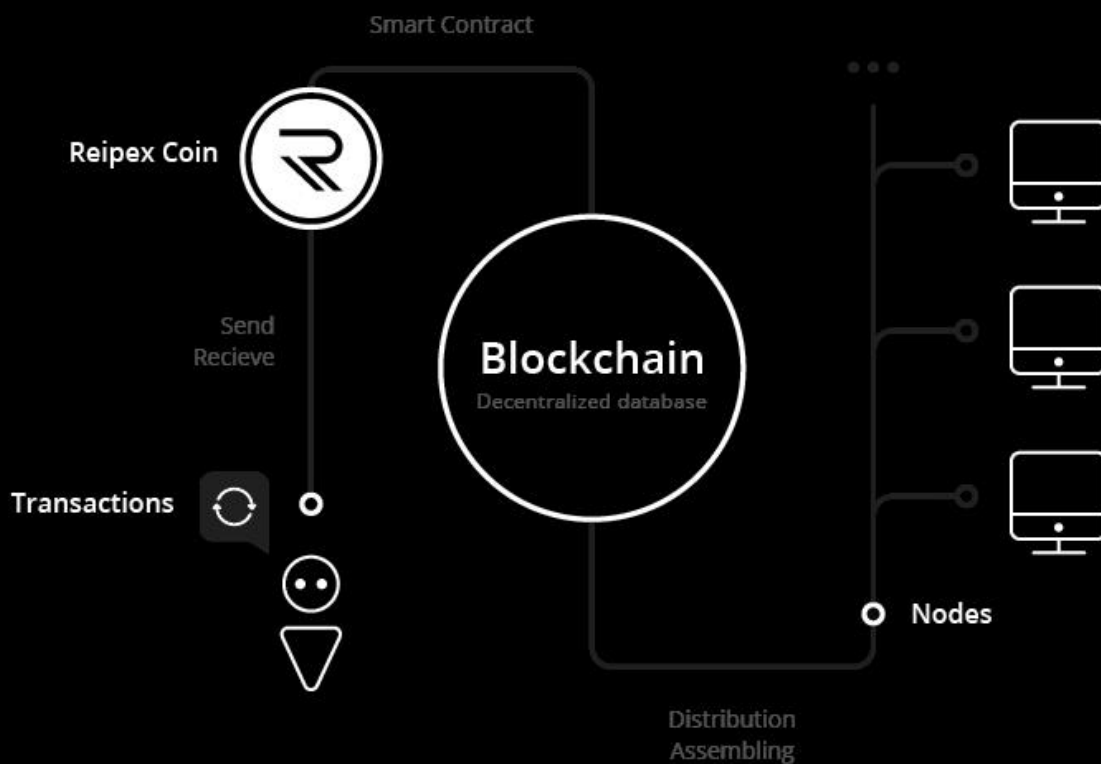 Smart Contract
Reipex Coin
Send
Recieve
Blockchain
Decentralized database
Transactions
Nodes
Distribution
Assembling